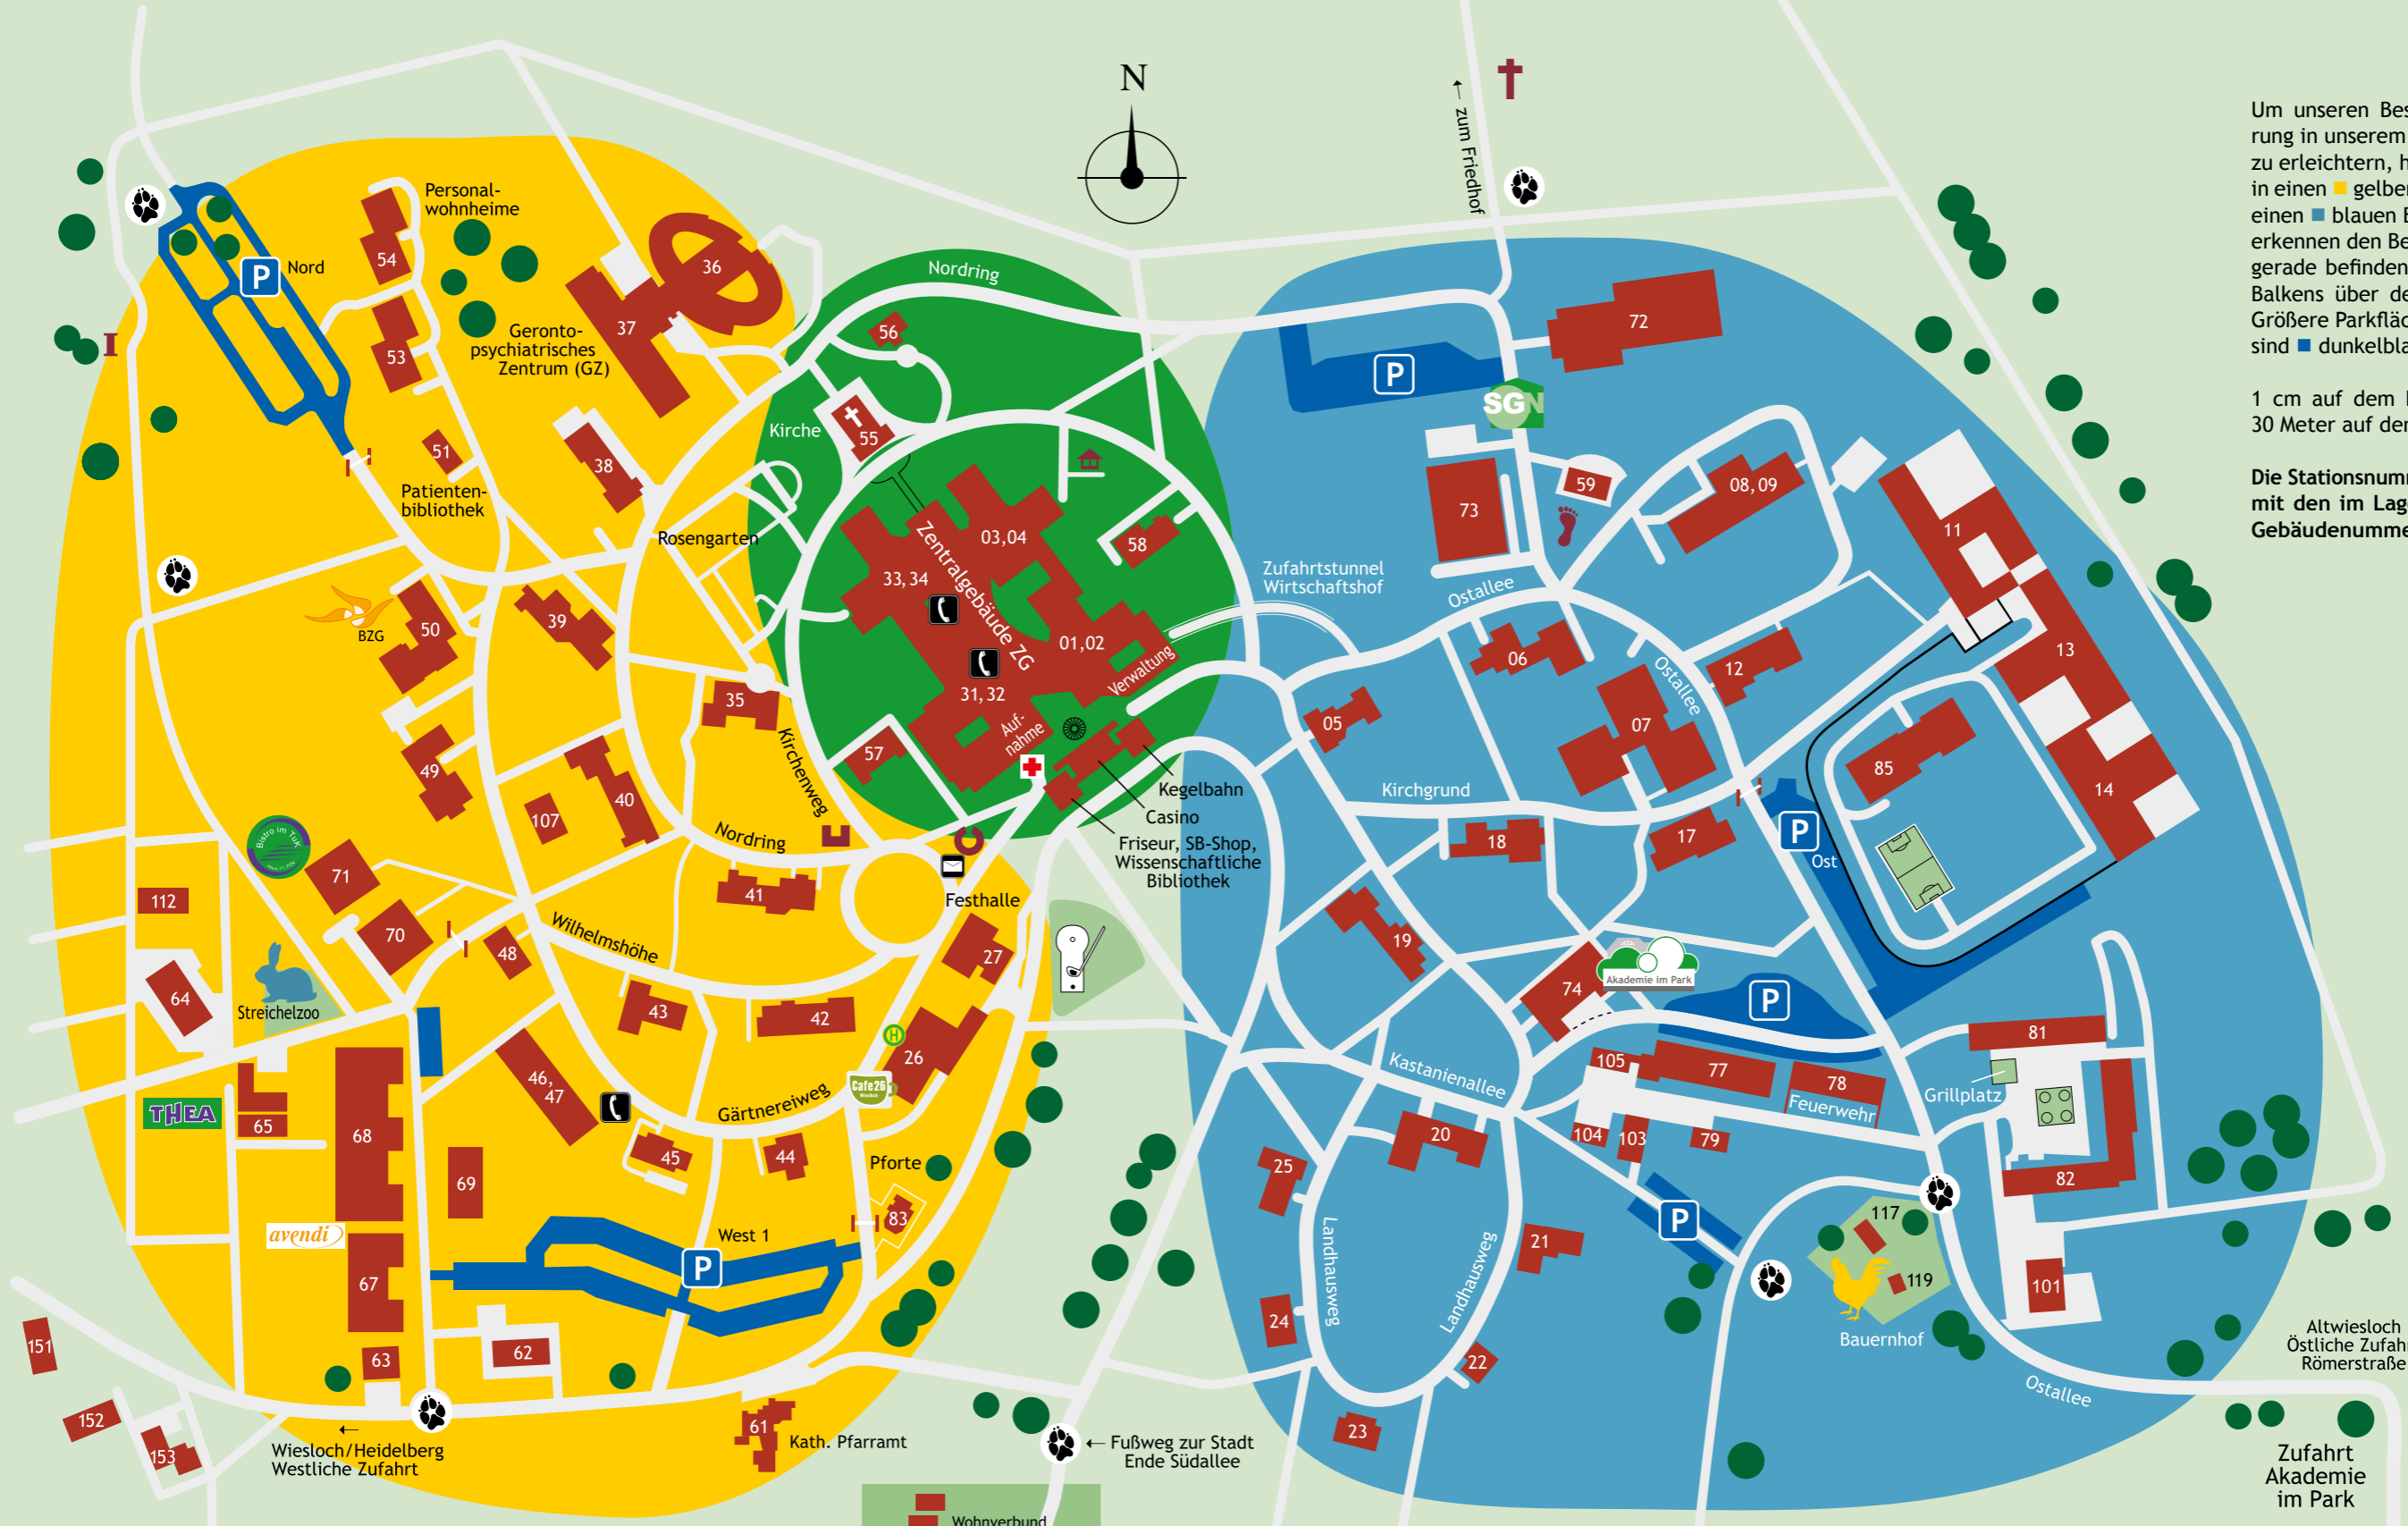 N
← zum Friedhof
Um unseren Bes
rung in unserem
zu erleichtern, h
in einen gelber
einen blauen B
erkennen den Be
gerade befinden
Balkens über de
Größere Parkfläc
sind dunkelbla
1 cm auf dem
30 Meter auf der
Die Stationsnumm
mit den im Lag
Gebäudenumme
Personal-
wohnheime
54
P Nord
53
Geronto-
psychiatrisches
Zentrum (GZ)
37
36
51
Patienten-
bibliothek
38
Rosengarten
BZG
50
39
49
35
40
107
Kirchenweg
Nordring
Bistro im TuK
71
70
112
48
Wilhelmshöhe
41
64
Streichelzoo
43
42
46,
47
45
44
Gärtnereiweg
H
Cafe26
26
27
Festhalle
THEA
65
68
69
avendi
67
West 1
P
Pforte
83
63
62
61
Kath. Pfarramt
151
152
153
←
Wiesloch/Heidelberg
Westliche Zufahrt
Nordring
56
Kirche
55
03,04
33,34
Zentralgebäude ZG
58
01,02
31,32
Verwaltung
Auf-
nahme
57
Kegelbahn
Casino
Friseur, SB-Shop,
Wissenschaftliche
Bibliothek
P
72
SGN
73
59
08,09
11
Zufahrtstunnel
Wirtschaftshof
Ostallee
06
Ostallee
12
13
05
07
85
14
Kirchgrund
18
17
P
Ost
19
74
Akademie im Park
P
81
105
77
78
Feuerwehr
Grillplatz
Kastanienallee
20
104
103
79
82
25
P
117
119
Bauernhof
101
21
Landhausweg
Landhausweg
24
22
23
Ostallee
Altwiesloch
Östliche Zufah
Römerstraße
Zufahrt
Akademie
im Park
← Fußweg zur Stadt
Ende Südallee
Wohnverbund